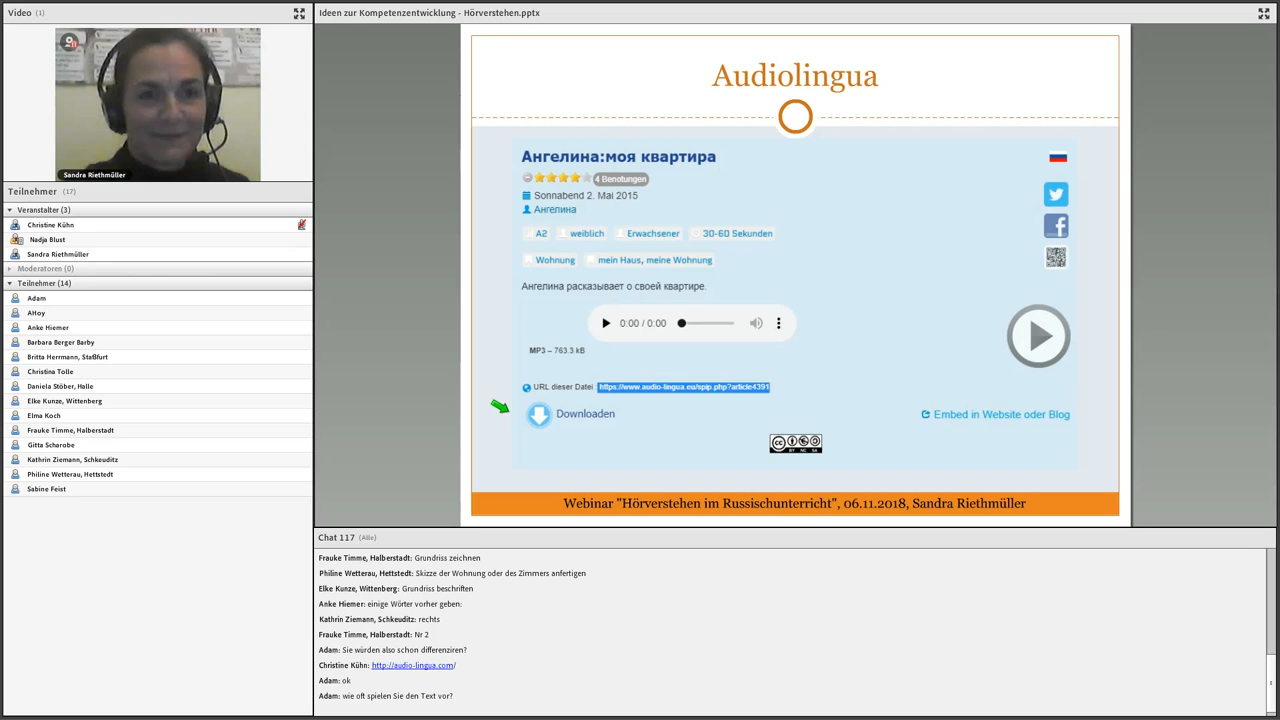 Video (1)
Sandra Riethmüller
Teilnehmer (17)
Veranstalter (3)
Christine Kühn
Nadja Blust
Sandra Riethmüller
Moderatoren (0)
Teilnehmer (14)
Adam
AHoy
Anke Hiemer
Barbara Berger Barby
Britta Herrmann, Staßfurt
Christina Tolle
Daniela Stöber, Halle
Elke Kunze, Wittenberg
Elma Koch
Frauke Timme, Halberstadt
Gitta Scharobe
Kathrin Ziemann, Schkeuditz
Philine Wetterau, Hettstedt
Sabine Feist
Ideen zur Kompetenzentwicklung - Hörverstehen.pptx
Audiolingua
Ангелина:моя квартира
4 Benotungen
Sonnabend 2. Mai 2015
Ангелина
A2 weiblich Erwachsener 30-60 Sekunden
Wohnung mein Haus, meine Wohnung
Ангелина расказывает о своей квартире.
0:00 / 0:00
MP3 – 763.3 kB
URL dieser Datei https://www.audio-lingua.eu/spip.php?article4391
Downloaden
Embed in Website oder Blog
CC BY NC SA
Webinar "Hörverstehen im Russischunterricht", 06.11.2018, Sandra Riethmüller
Chat 117 (Alle)
Frauke Timme, Halberstadt: Grundriss zeichnen
Philine Wetterau, Hettstedt: Skizze der Wohnung oder des Zimmers anfertigen
Elke Kunze, Wittenberg: Grundriss beschriften
Anke Hiemer: einige Wörter vorher geben:
Kathrin Ziemann, Schkeuditz: rechts
Frauke Timme, Halberstadt: Nr 2
Adam: Sie würden also schon differenziren?
Christine Kühn: http://audio-lingua.com/
Adam: ok
Adam: wie oft spielen Sie den Text vor?